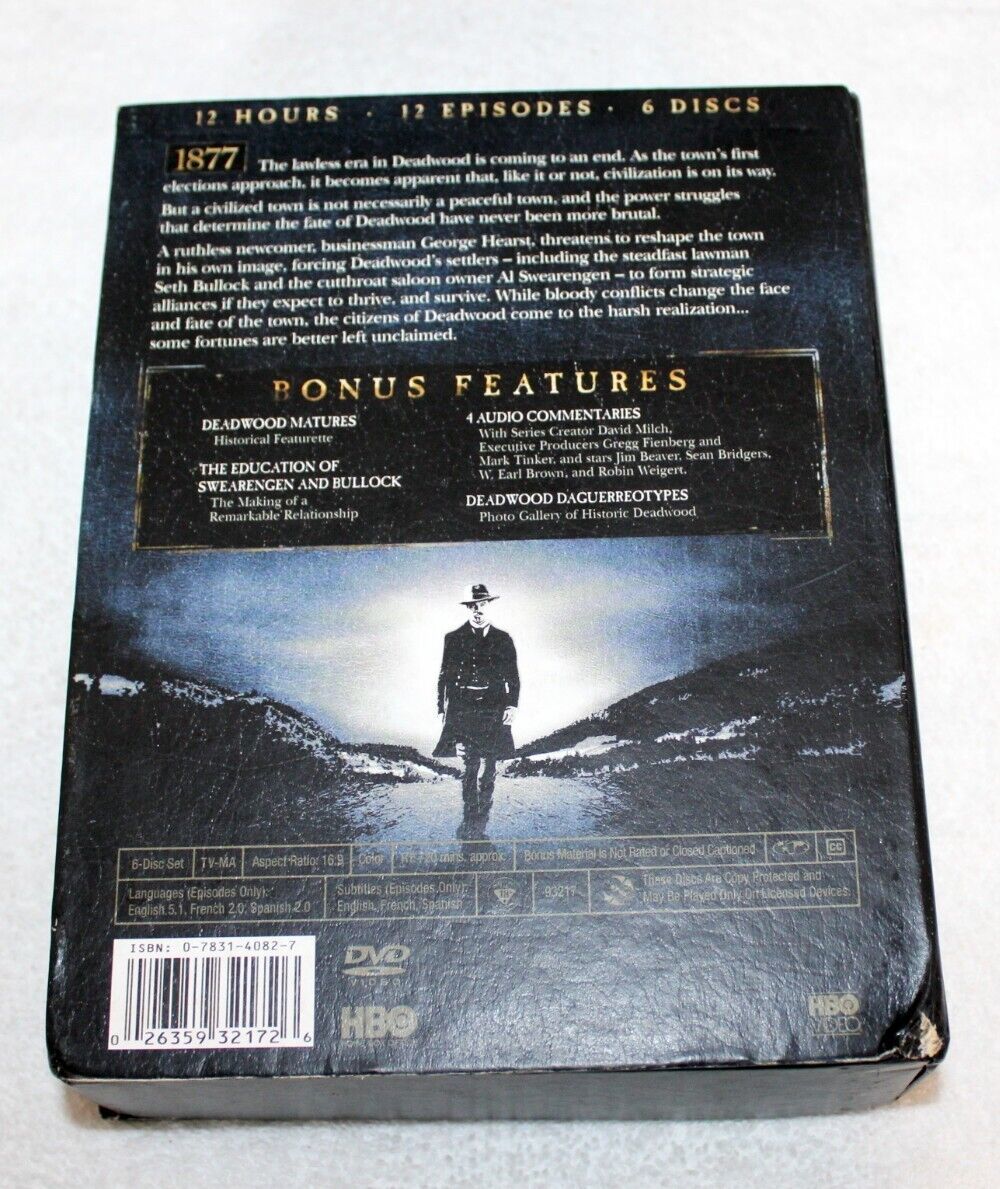 12 HOURS · 12 EPISODES · 6 DISCS
1877 The lawless era in Deadwood is coming to an end. As the town's first
elections approach, it becomes apparent that, like it or not, civilization is on its way.
But a civilized town is not necessarily a peaceful town, and the power struggles
that determine the fate of Deadwood have never been more brutal.
A ruthless newcomer, businessman George Hearst, threatens to reshape the town
in his own image, forcing Deadwood's settlers – including the steadfast lawman
Seth Bullock and the cutthroat saloon owner Al Swearengen – to form strategic
alliances if they expect to thrive, and survive. While bloody conflicts change the face
and fate of the town, the citizens of Deadwood come to the harsh realization...
some fortunes are better left unclaimed.
BONUS FEATURES
DEADWOOD MATURES
Historical Featurette
THE EDUCATION OF
SWEARENGEN AND BULLOCK
The Making of a
Remarkable Relationship
4 AUDIO COMMENTARIES
With Series Creator David Milch,
Executive Producers Gregg Fienberg and
Mark Tinker, and stars Jim Beaver, Sean Bridgers,
W. Earl Brown, and Robin Weigert.
DEADWOOD DAGUERREOTYPES
Photo Gallery of Historic Deadwood
6-Disc Set TV-MA Aspect Ratio: 16:9 Color RT 720 mins. approx. Bonus Material is Not Rated or Closed Captioned CC
Languages (Episodes Only):
English 5.1, French 2.0, Spanish 2.0
Subtitles (Episodes Only):
English, French, Spanish
93217
These Discs Are Copy Protected and
May Be Played Only On Licensed Devices.
ISBN: 0-7831-4082-7
0 26359 32172 6
DVD
VIDEO
HBO
HBO
VIDEO